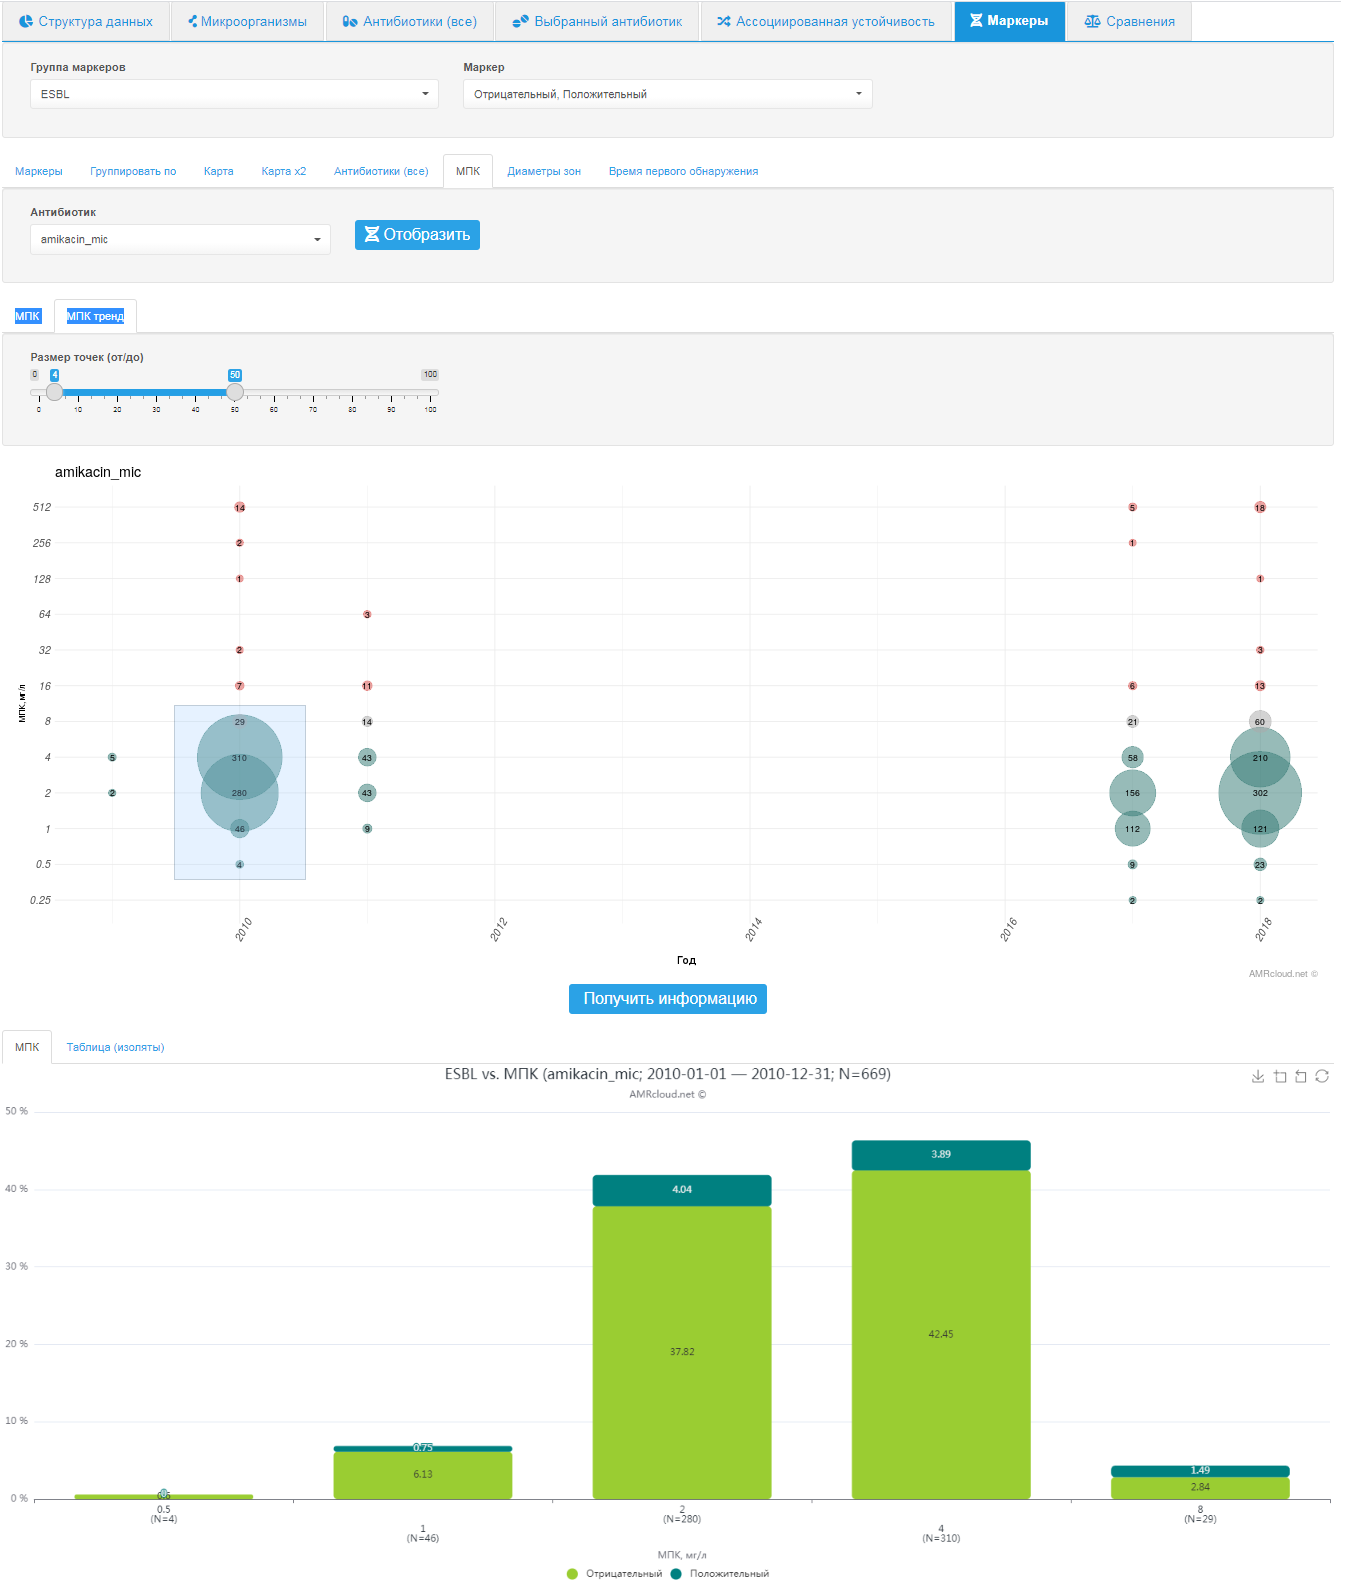 Структура данных Микроорганизмы Антибиотики (все) Выбранный антибиотик Ассоциированная устойчивость Маркеры Сравнения
Группа маркеров Маркер
ESBL Отрицательный, Положительный
Маркеры Группировать по Карта Карта x2 Антибиотики (все) МПК Диаметры зон Время первого обнаружения
Антибиотик
amikacin_mic Отобразить
МПК МПК тренд
Размер точек (от/до)
0 4 50 100
0 10 20 30 40 50 60 70 80 90 100
amikacin_mic
512 14 5 18
256 2 1
128 1 1
64 3
32 2 3
16 7 11 6 13
МПК, мг/л
8 29 14 21 60
4 5 310 43 58 210
2 2 280 43 156 302
1 46 9 112 121
0.5 4 9 23
0.25 2 2
2010 2012 2014 2016 2018
Год
AMRcloud.net ©
Получить информацию
МПК Таблица (изоляты)
ESBL vs. МПК (amikacin_mic; 2010-01-01 — 2010-12-31; N=669)
AMRcloud.net ©
50 %
3.89
40 %
4.04
30 %
42.45
20 %
37.82
10 %
0.75
1.49
6.13
2.84
0.6 0
0 %
0.5 2 8
(N=4) (N=280) (N=29)
1 4
(N=46) (N=310)
МПК, мг/л
Отрицательный Положительный